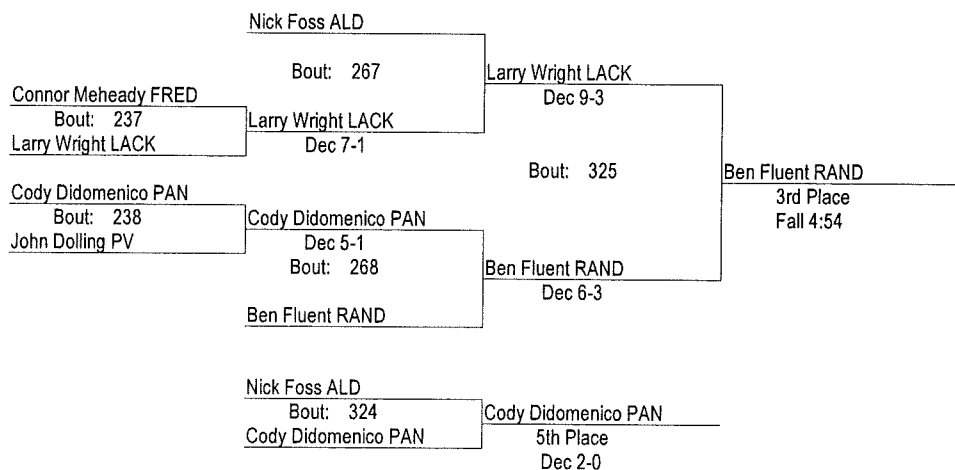 Nick Foss ALD
Bout: 267
Larry Wright LACK
Dec 9-3
Connor Meheady FRED
Bout: 237
Larry Wright LACK
Larry Wright LACK
Dec 7-1
Bout: 325
Ben Fluent RAND
3rd Place
Fall 4:54
Cody Didomenico PAN
Bout: 238
John Dolling PV
Cody Didomenico PAN
Dec 5-1
Bout: 268
Ben Fluent RAND
Dec 6-3
Ben Fluent RAND
Nick Foss ALD
Bout: 324
Cody Didomenico PAN
Cody Didomenico PAN
5th Place
Dec 2-0